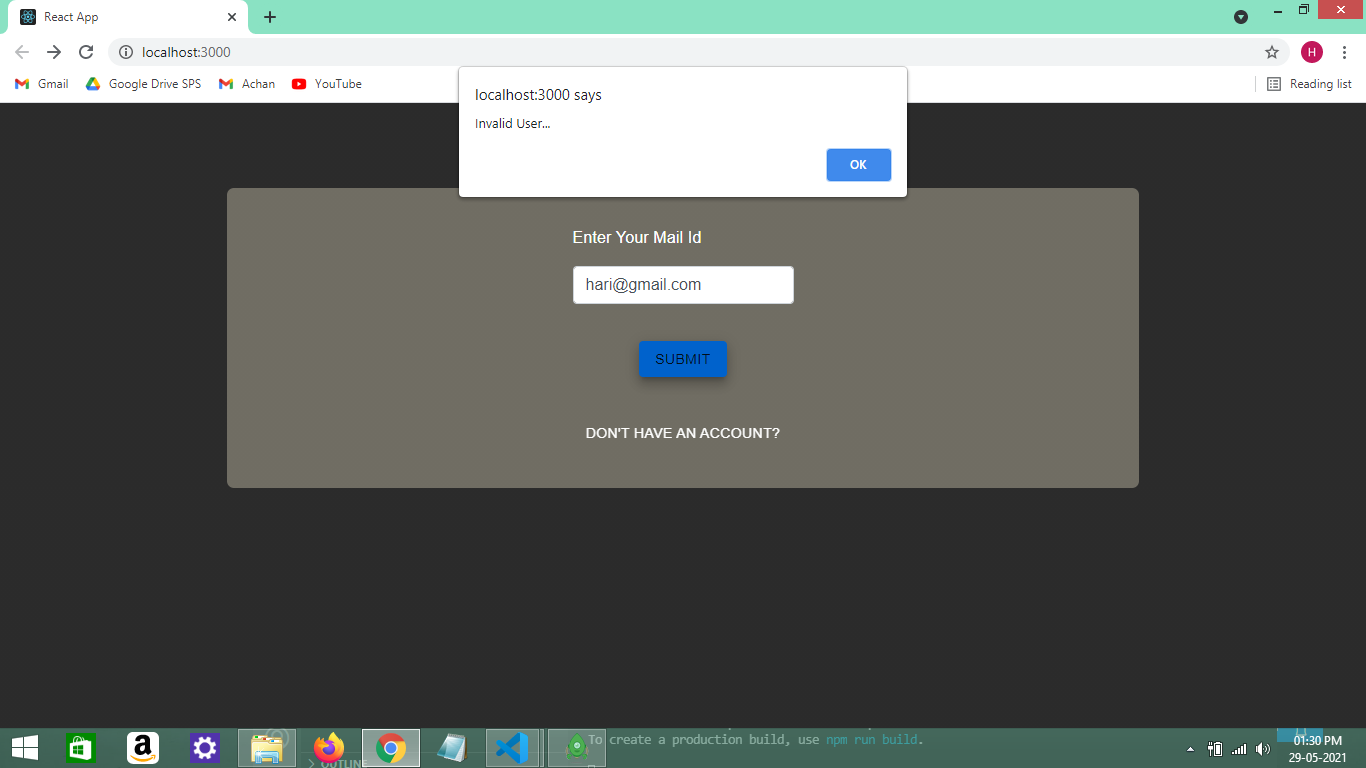 React App
localhost:3000
H
Gmail
Google Drive SPS
Achan
YouTube
Reading list
localhost:3000 says
Invalid User...
OK
Enter Your Mail Id
hari@gmail.com
SUBMIT
DON'T HAVE AN ACCOUNT?
To create a production build, use npm run build.
OUTLINE
01:30 PM
29-05-2021